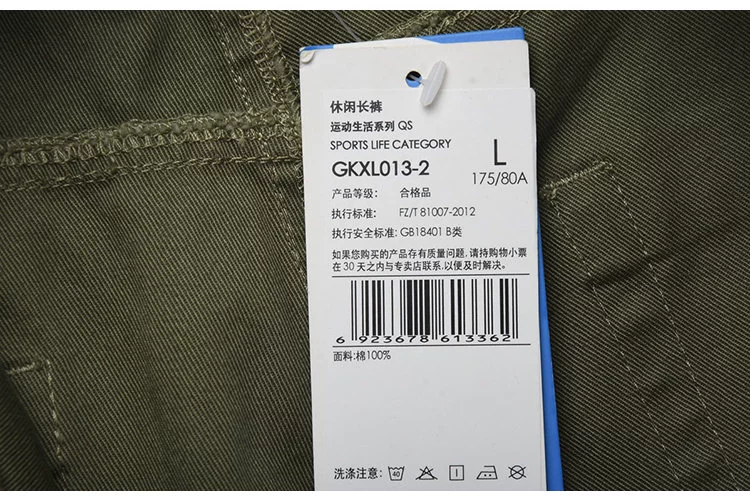 休闲长裤
运动生活系列 QS
SPORTS LIFE CATEGORY
GKXL013-2
L
175/80A
产品等级: 合格品
执行标准: FZ/T 81007-2012
执行安全标准: GB18401 B类
如果您购买的产品存有质量问题,请持购物小票
在 30 天之内与专卖店联系,以便及时解决。
6 923678 613362
面料:棉100%
洗涤注意: 40